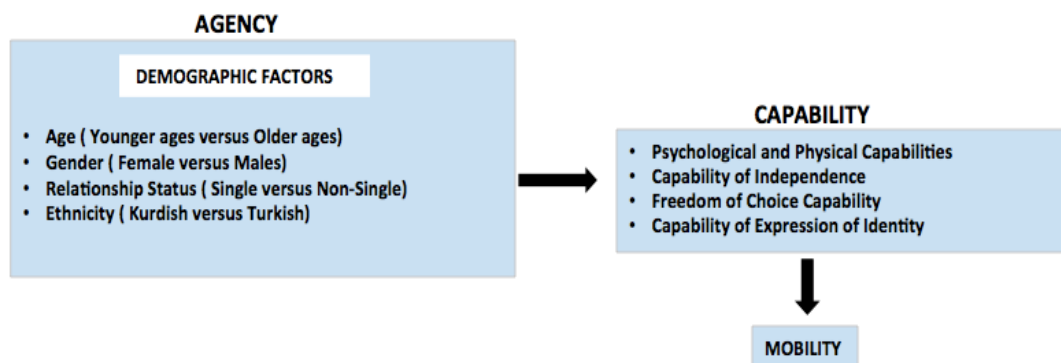 AGENCY
DEMOGRAPHIC FACTORS
• Age ( Younger ages versus Older ages)
• Gender ( Female versus Males)
• Relationship Status ( Single versus Non-Single)
• Ethnicity ( Kurdish versus Turkish)
CAPABILITY
• Psychological and Physical Capabilities
• Capability of Independence
• Freedom of Choice Capability
• Capability of Expression of Identity
MOBILITY